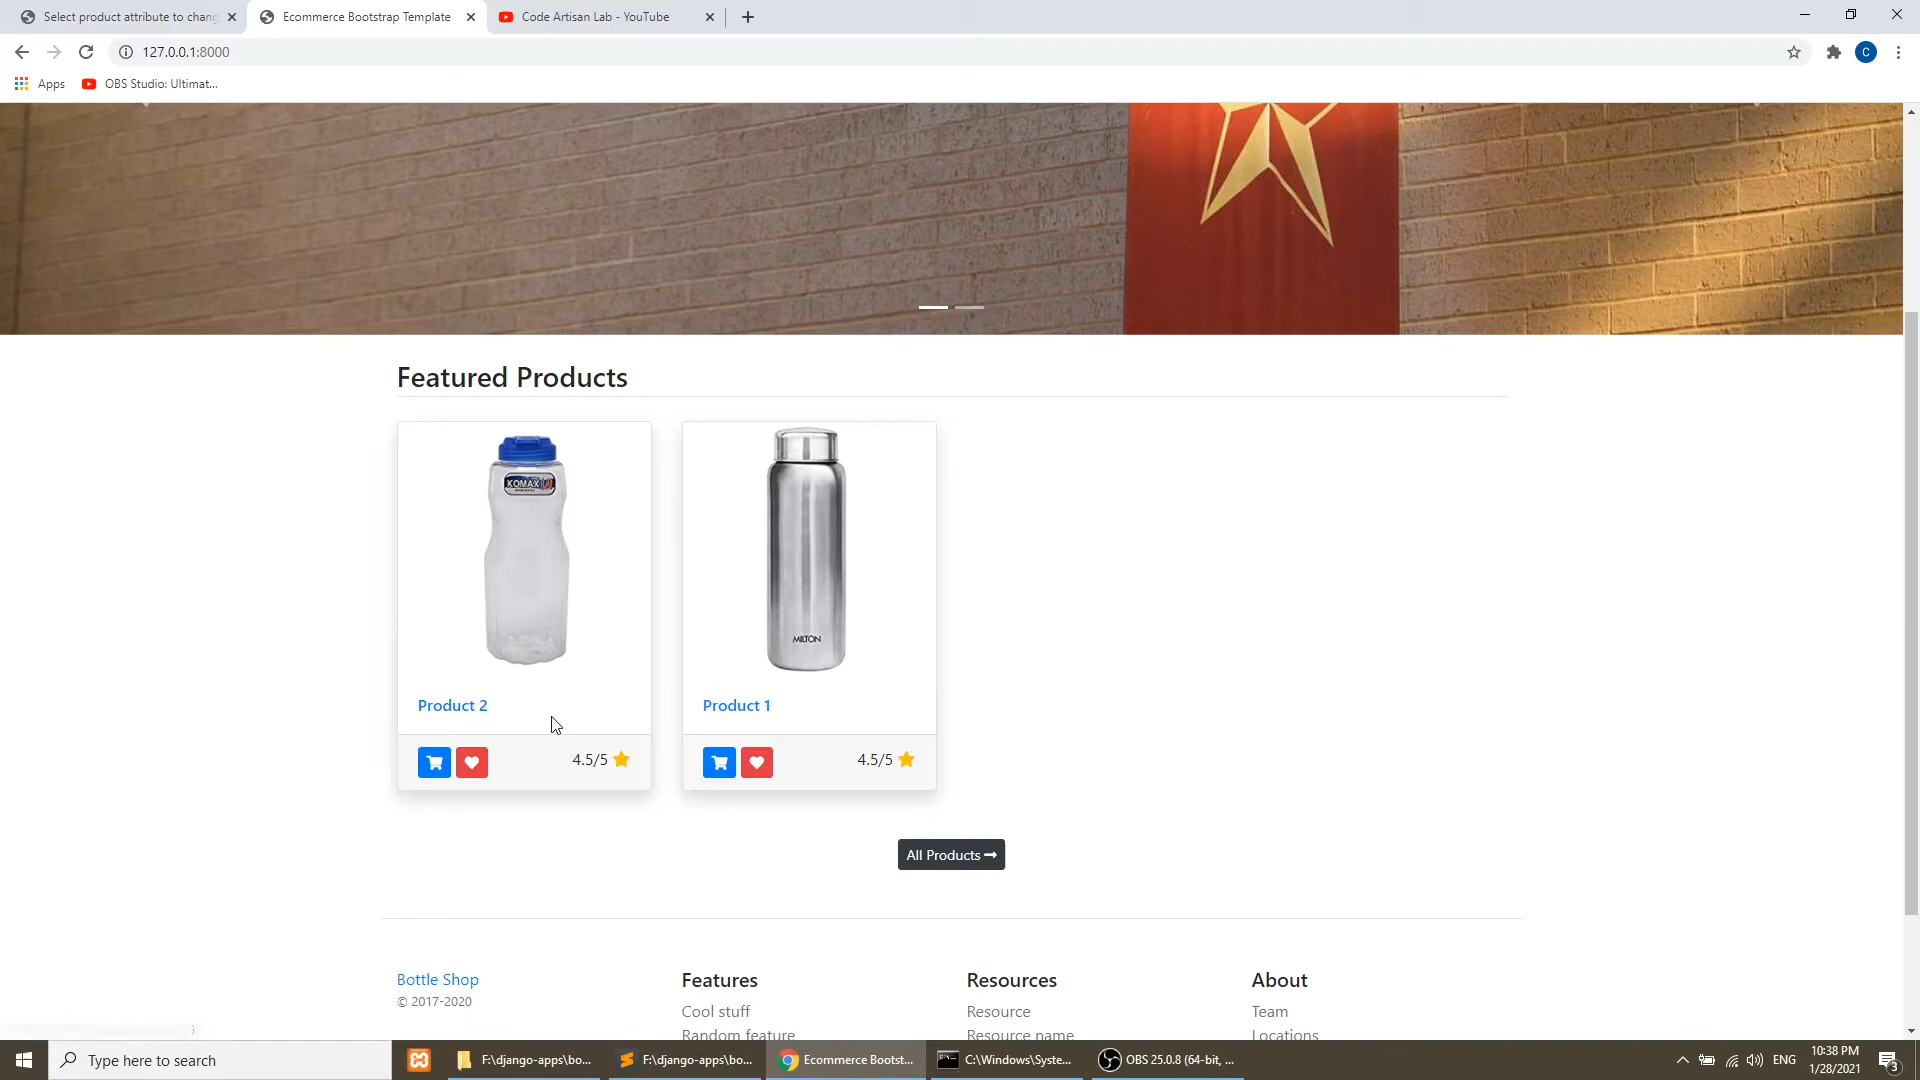 Select product attribute to chang
Ecommerce Bootstrap Template
Code Artisan Lab - YouTube
127.0.0.1:8000
C
Apps
OBS Studio: Ultimat...
Featured Products
KOMAX
MILTON
Product 2
Product 1
4.5/5
4.5/5
All Products
Bottle Shop
© 2017-2020
Features
Cool stuff
Random feature
Resources
Resource
Resource name
About
Team
Locations
Type here to search
F:\django-apps\bo...
F:\django-apps\bo...
Ecommerce Bootst...
C:\Windows\Syste...
OBS 25.0.8 (64-bit, ...
ENG
10:38 PM
1/28/2021
3